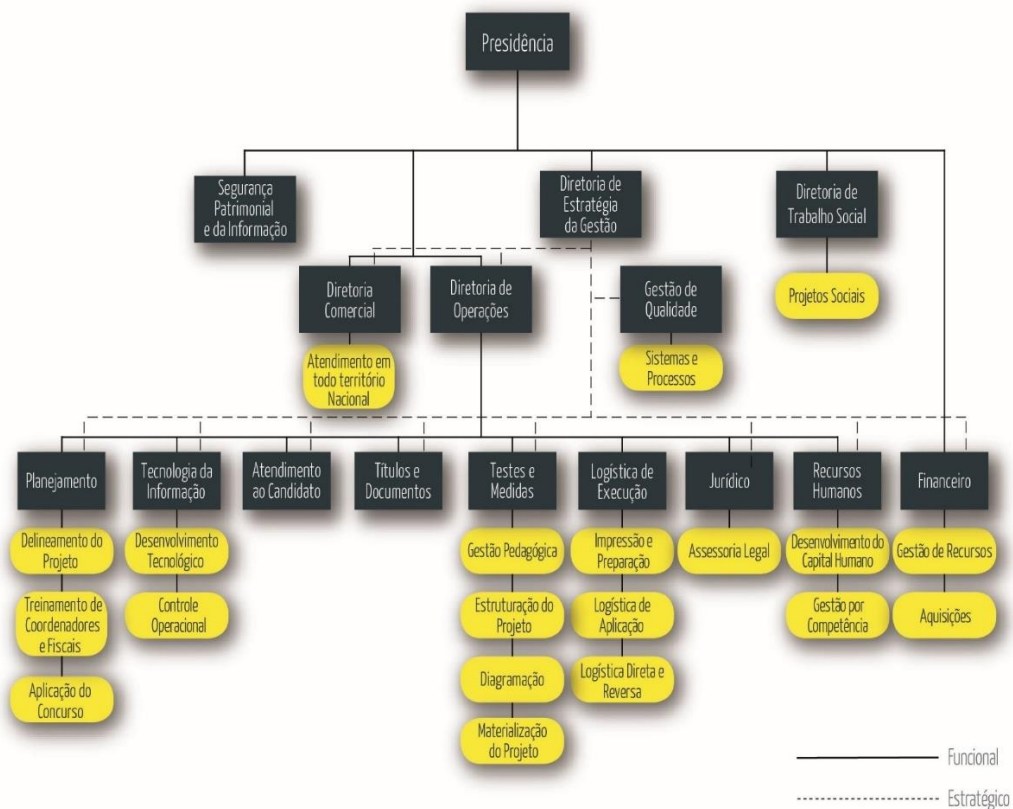 Presidência
Segurança
Patrimonial
e da Informação
Diretoria de
Estratégia
da Gestão
Diretoria de
Trabalho Social
Diretoria
Comercial
Diretoria de
Operações
Gestão de
Qualidade
Projetos Sociais
Atendimento em
todo território
Nacional
Sistemas e
Processos
Planejamento
Tecnologia da
Informação
Atendimento
ao Candidato
Títulos e
Documentos
Testes e
Medidas
Logística de
Execução
Jurídico
Recursos
Humanos
Financeiro
Delineamento do
Projeto
Desenvolvimento
Tecnológico
Gestão Pedagógica
Impressão e
Preparação
Assessoria Legal
Desenvolvimento do
Capital Humano
Gestão de Recursos
Treinamento de
Coordenadores
e Fiscais
Controle
Operacional
Estruturação do
Projeto
Logística de
Aplicação
Gestão por
Competência
Aquisições
Aplicação do
Concurso
Diagramação
Logística Direta e
Reversa
Materialização
do Projeto
Funcional
Estratégico